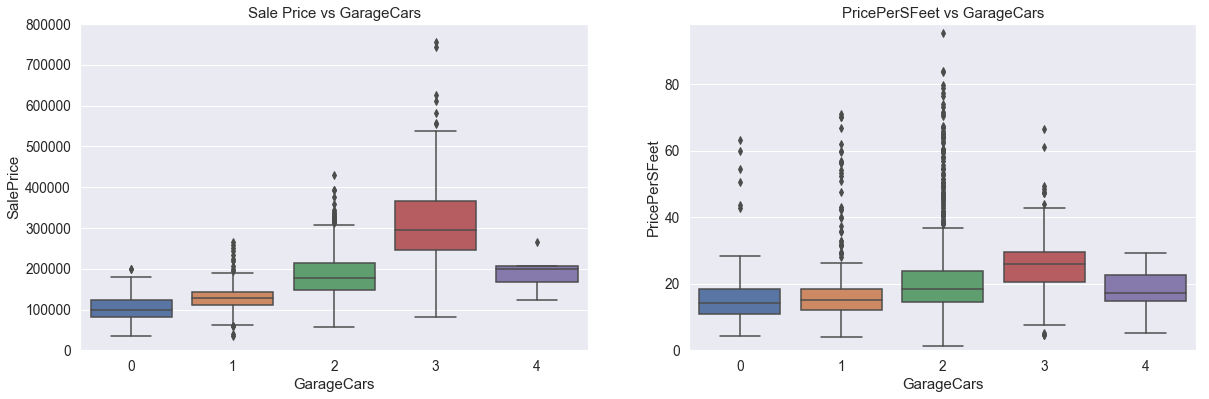 Sale Price vs GarageCars
800000
700000
600000
500000
400000
300000
200000
100000
0
SalePrice
0 1 2 3 4
GarageCars
PricePerSFeet vs GarageCars
80
60
40
20
0
PricePerSFeet
0 1 2 3 4
GarageCars